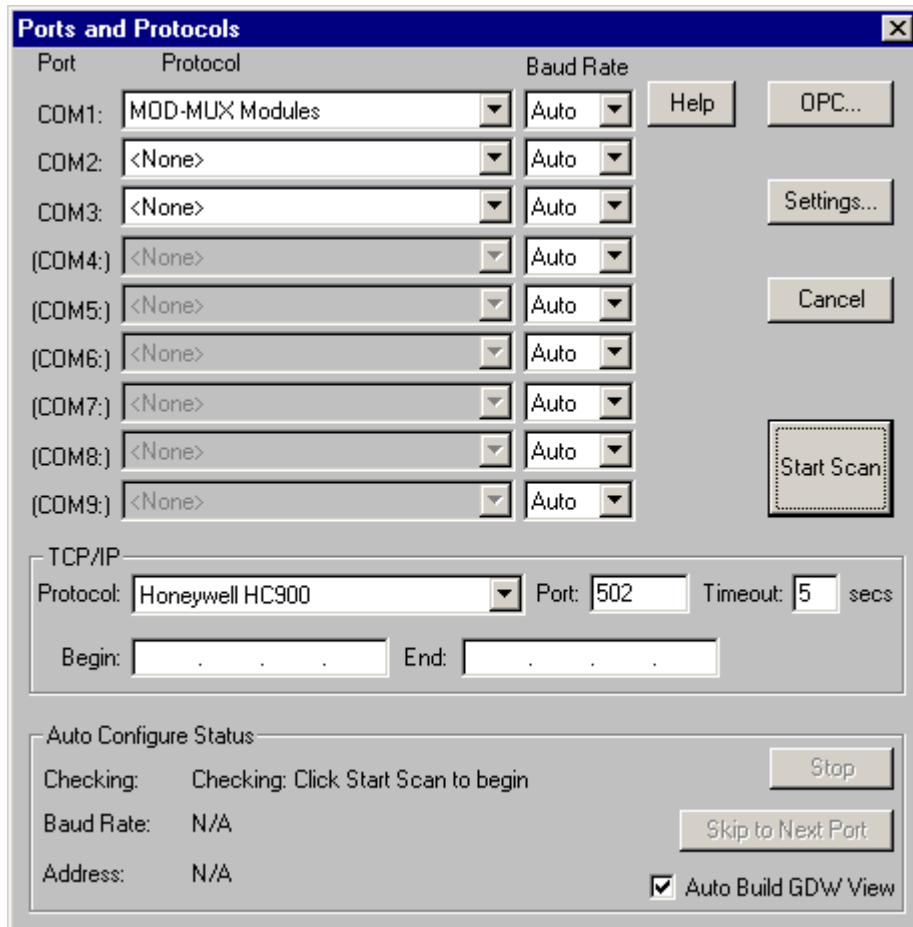 Ports and Protocols
Port Protocol Baud Rate
COM1: MOD-MUX Modules Auto Help OPC...
COM2: <None> Auto
COM3: <None> Auto Settings...
(COM4:) <None> Auto
(COM5:) <None> Auto Cancel
(COM6:) <None> Auto
(COM7:) <None> Auto
(COM8:) <None> Auto Start Scan
(COM9:) <None> Auto
TCP/IP
Protocol: Honeywell HC900 Port: 502 Timeout: 5 secs
Begin: . . . End: . . .
Auto Configure Status
Checking: Checking: Click Start Scan to begin Stop
Baud Rate: N/A Skip to Next Port
Address: N/A Auto Build GDW View